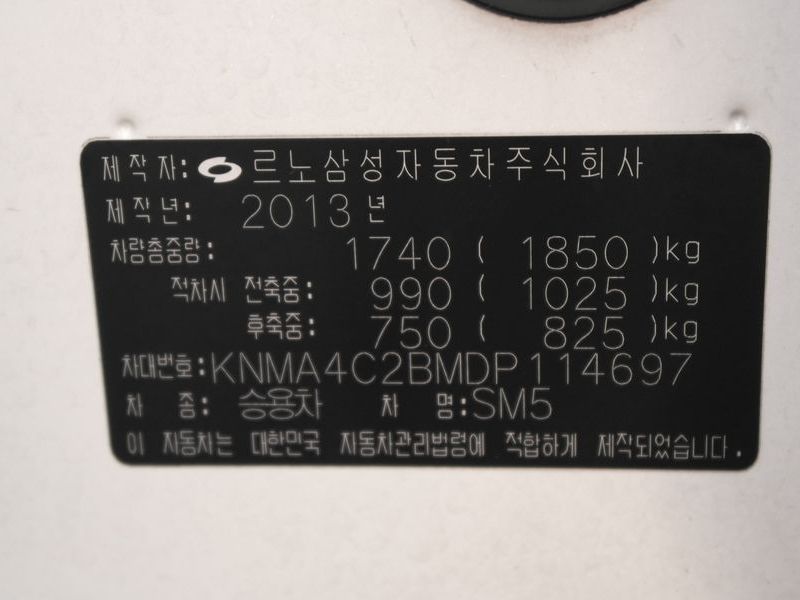 제작자: 르노삼성자동차주식회사
제작년: 2013년
차량총중량: 1740 ( 1850 )kg
적차시 전축중: 990 ( 1025 )kg
후축중: 750 ( 825 )kg
차대번호:KNMA4C2BMDP114697
차 종: 승용차 차 명:SM5
이 자동차는 대한민국 자동차관리법령에 적합하게 제작되었습니다.